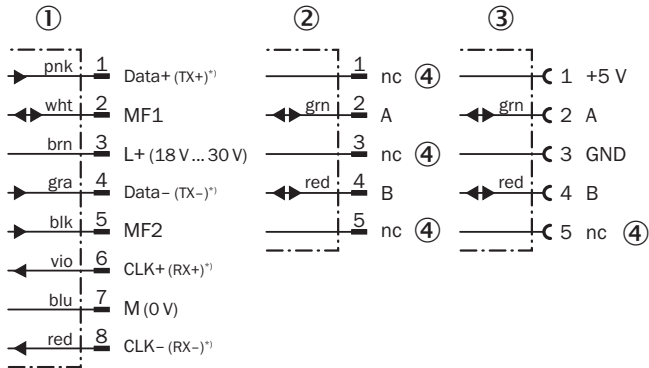 ① ② ③
pnk 1 Data+ (TX+)*)
wht 2 MF1
brn 3 L+ (18 V ... 30 V)
gra 4 Data– (TX–)*)
blk 5 MF2
vio 6 CLK+ (RX+)*)
blu 7 M (0 V)
red 8 CLK– (RX–)*)
1 nc ④
grn 2 A
3 nc ④
red 4 B
5 nc ④
1 +5 V
grn 2 A
3 GND
red 4 B
5 nc ④